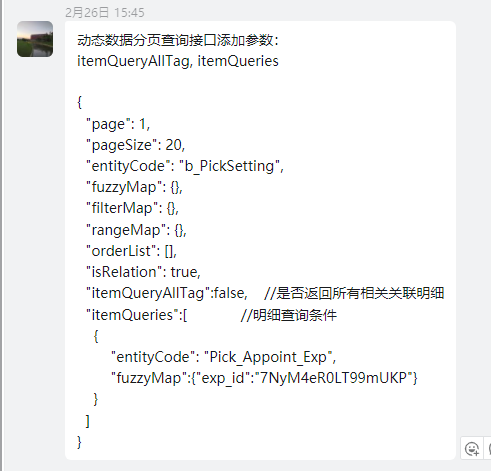 2月26日 15:45
动态数据分页查询接口添加参数：
itemQueryAllTag, itemQueries
{
"page": 1,
"pageSize": 20,
"entityCode": "b_PickSetting",
"fuzzyMap": {},
"filterMap": {},
"rangeMap": {},
"orderList": [],
"isRelation": true,
"itemQueryAllTag":false, //是否返回所有相关关联明细
"itemQueries":[ //明细查询条件
{
"entityCode": "Pick_Appoint_Exp",
"fuzzyMap":{"exp_id":"7NyM4eR0LT99mUKP"}
}
]
}